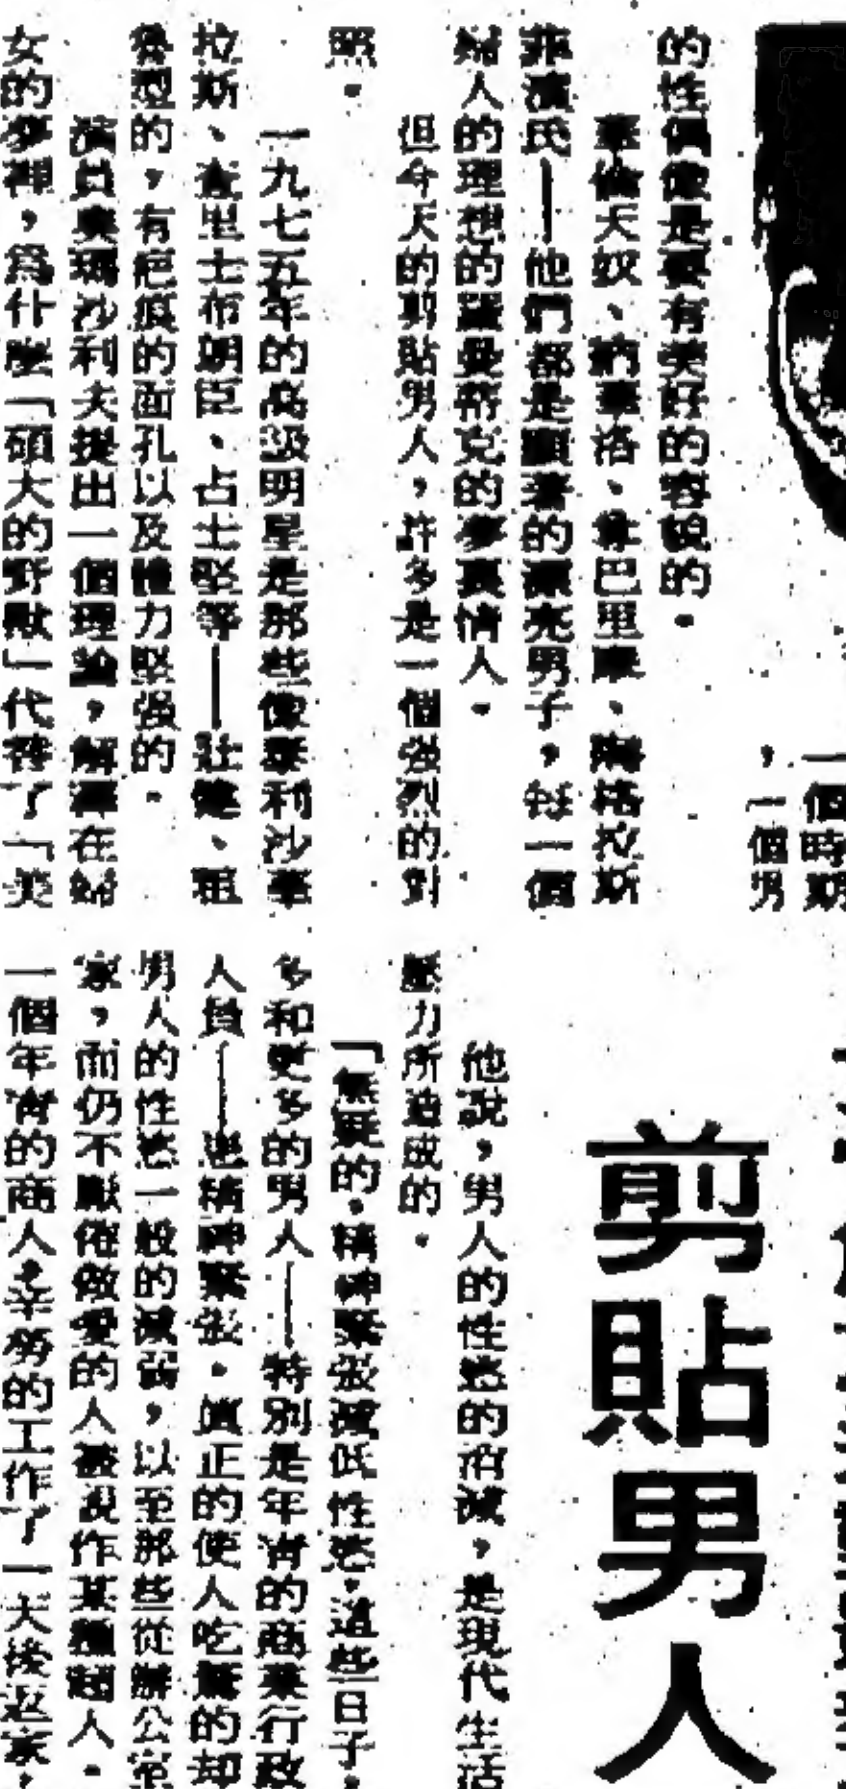 剪貼男人
一個時期
，一個男
的性偶像是要有美好的容貌的。
華倫天奴、納華洛、韋巴里摩、陶格拉斯
菲濱氏——他們都是顯著的漂亮男子，每一個
婦人的理想的羅曼蒂克的夢裏情人。
但今天的剪貼男人，許多是一個強烈的對
照。
一九七五年的高級明星是那些像泰利沙華
拉斯、查里士布朗臣、占士堅等——壯健、粗
骨型的，有疤痕的面孔以及體力堅強的。
演員奧瑪沙利夫提出一個理論，解釋在婦
女的夢裡，爲什麼「碩大的野獸」代替了「美
他說，男人的性慾的消滅，是現代生活
壓力所造成的。
「無疑的，精神緊張減低性慾，這些日子，
多和更多的男人——特別是年靑的商業行政
人員——患精神緊張。眞正的使人吃驚的却
男人的性慾一般的減弱，以至那些從辦公室
家，而仍不厭倦做愛的人被說作某種超人。
一個年靑的商人，辛勞的工作了一天後返家，